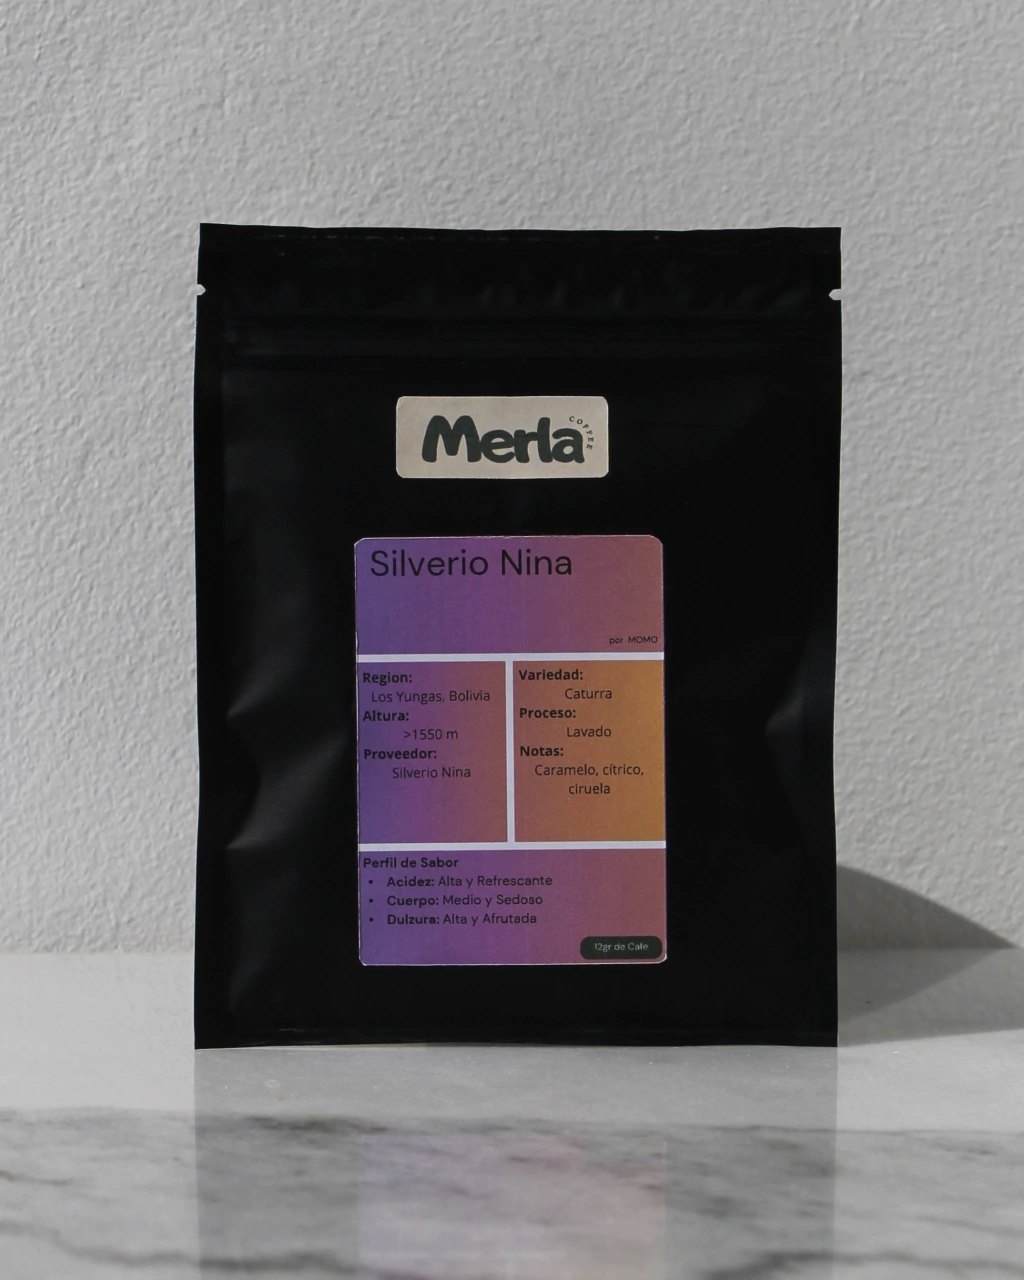 Merla
COFFEE
Silverio Nina
por MOMO
Region:
Los Yungas, Bolivia
Altura:
>1550 m
Proveedor:
Silverio Nina
Variedad:
Caturra
Proceso:
Lavado
Notas:
Caramelo, cítrico,
ciruela
Perfil de Sabor
• Acidez: Alta y Refrescante
• Cuerpo: Medio y Sedoso
• Dulzura: Alta y Afrutada
12gr de Cafe